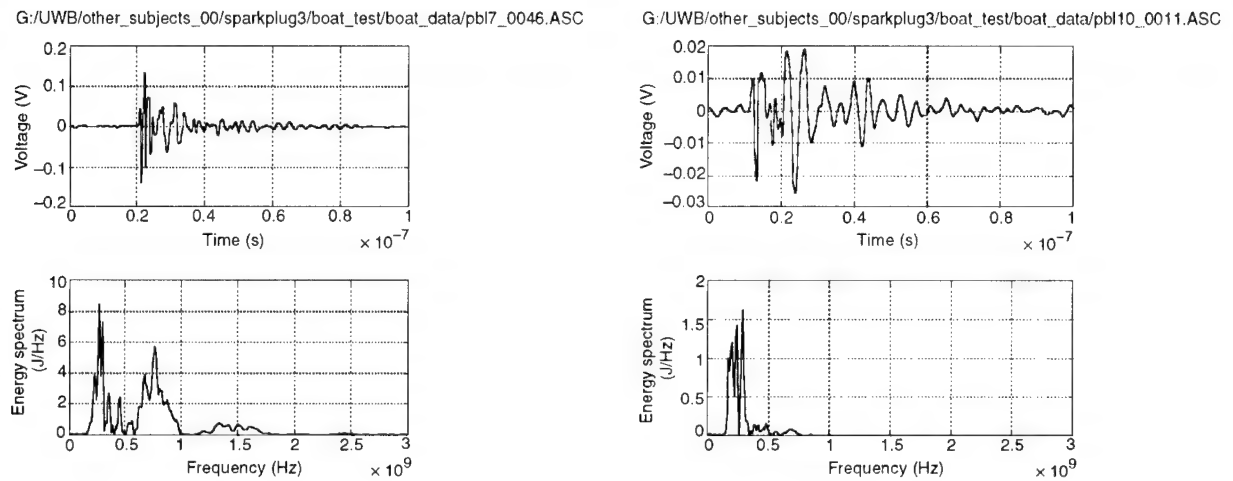 G:/UWB/other_subjects_00/sparkplug3/boat_test/boat_data/pbl7_0046.ASC
0.2
0.1
0
−0.1
−0.2
Voltage (V)
0 0.2 0.4 0.6 0.8 1
Time (s)
× 10−7
10
8
6
4
2
0
Energy spectrum
(J/Hz)
0 0.5 1 1.5 2 2.5 3
Frequency (Hz)
× 109
G:/UWB/other_subjects_00/sparkplug3/boat_test/boat_data/pbl10_0011.ASC
0.02
0.01
0
−0.01
−0.02
−0.03
Voltage (V)
0 0.2 0.4 0.6 0.8 1
Time (s)
× 10−7
2
1.5
1
0.5
0
Energy spectrum
(J/Hz)
0 0.5 1 1.5 2 2.5 3
Frequency (Hz)
× 109